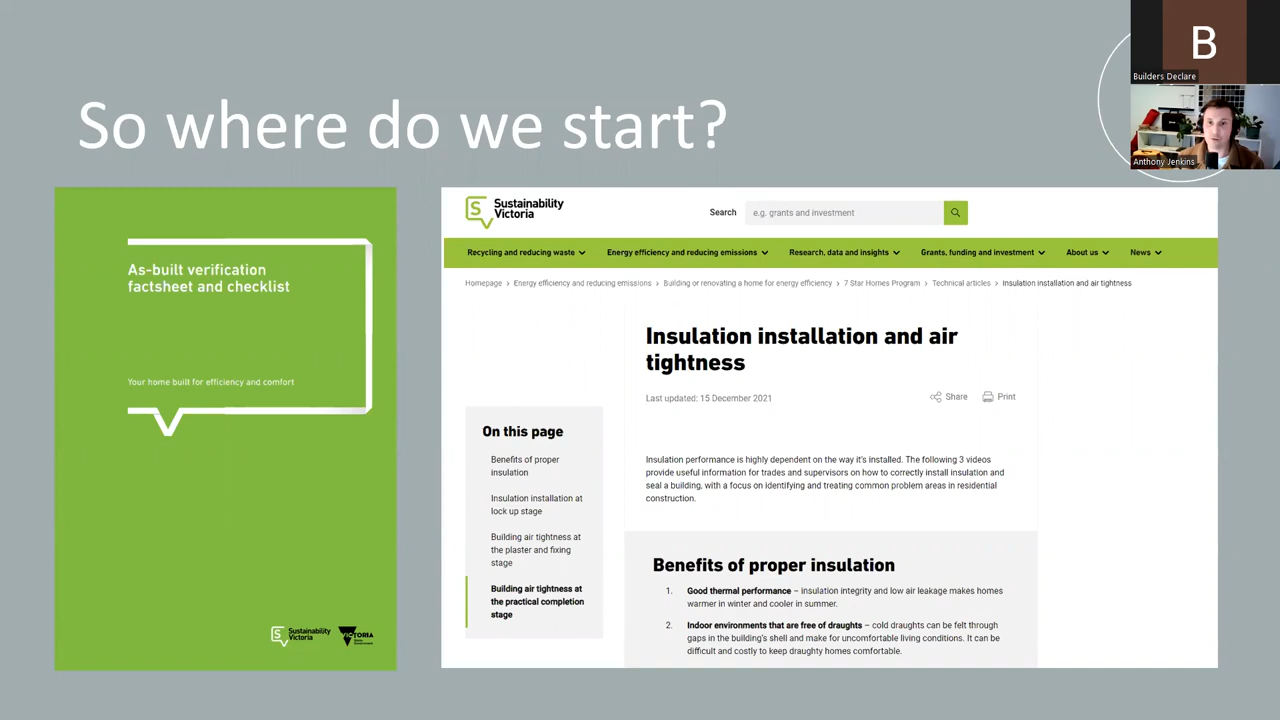 So where do we start?
B
Builders Declare
Anthony Jenkins
As-built verification
factsheet and checklist
Your home built for efficiency and comfort
S
Sustainability
Victoria
VICTORIA
S
Sustainability
Victoria
Search
e.g. grants and investment
Recycling and reducing waste
Energy efficiency and reducing emissions
Research, data and insights
Grants, funding and investment
About us
News
Homepage > Energy efficiency and reducing emissions > Building or renovating a home for energy efficiency > 7 Star Homes Program > Technical articles > Insulation installation and air tightness
Insulation installation and air
tightness
Last updated: 15 December 2021
Share
Print
On this page
Benefits of proper
insulation
Insulation installation at
lock up stage
Building air tightness at
the plaster and fixing
stage
Building air tightness at
the practical completion
stage
Insulation performance is highly dependent on the way it's installed. The following 3 videos
provide useful information for trades and supervisors on how to correctly install insulation and
seal a building, with a focus on identifying and treating common problem areas in residential
construction.
Benefits of proper insulation
1. Good thermal performance – insulation integrity and low air leakage makes homes
warmer in winter and cooler in summer.
2. Indoor environments that are free of draughts – cold draughts can be felt through
gaps in the building's shell and make for uncomfortable living conditions. It can be
difficult and costly to keep draughty homes comfortable.